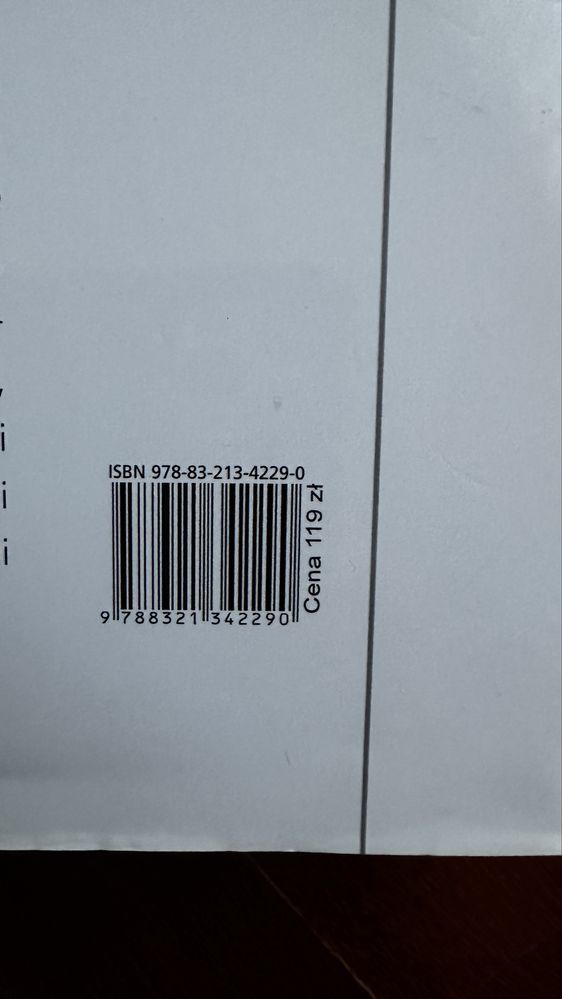 i
i
i
ISBN 978-83-213-4229-0
9 788321 342290
Cena 119 zł